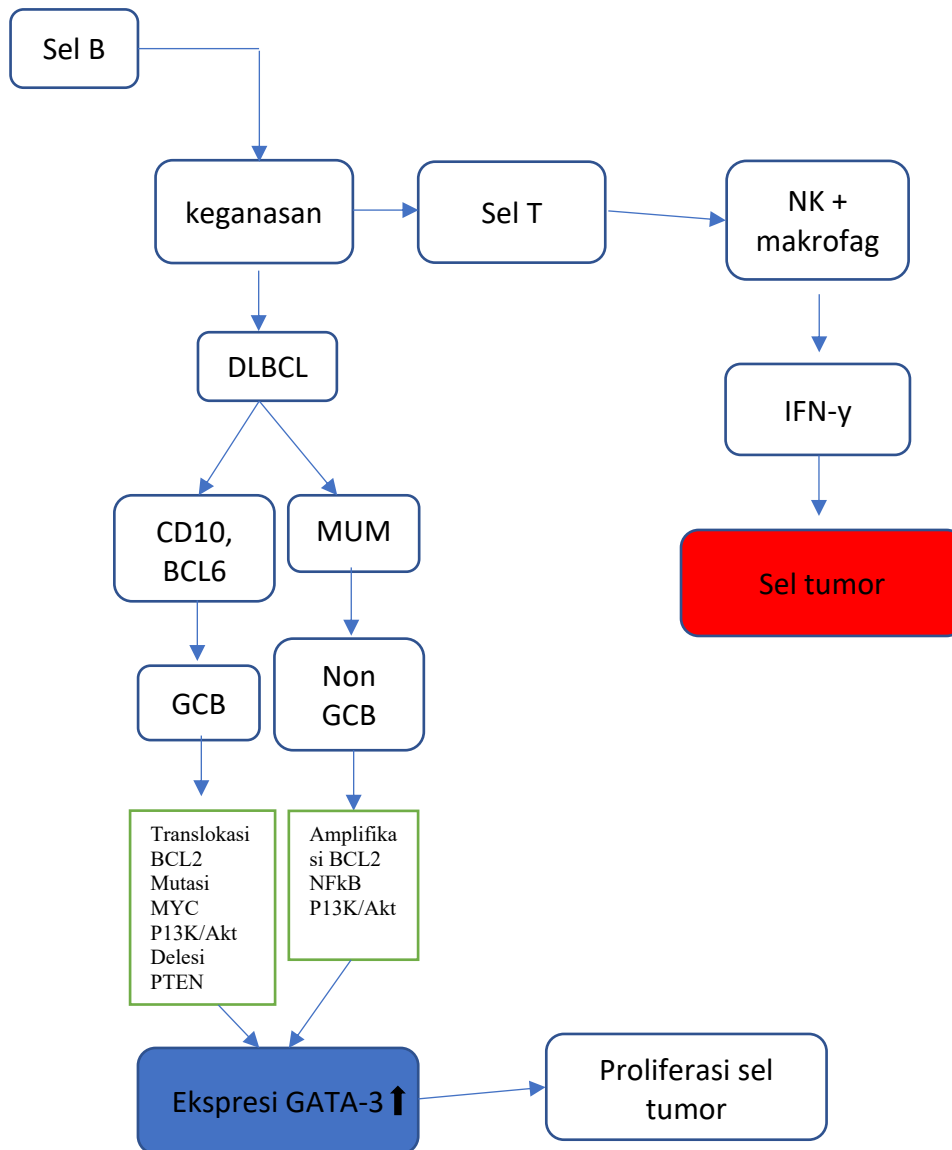 Sel B
keganasan
Sel T
NK +
makrofag
DLBCL
IFN-y
CD10,
BCL6
MUM
Sel tumor
GCB
Non
GCB
Translokasi
BCL2
Mutasi
MYC
P13K/Akt
Delesi
PTEN
Amplifika
si BCL2
NFkB
P13K/Akt
Ekspresi GATA-3
Proliferasi sel
tumor